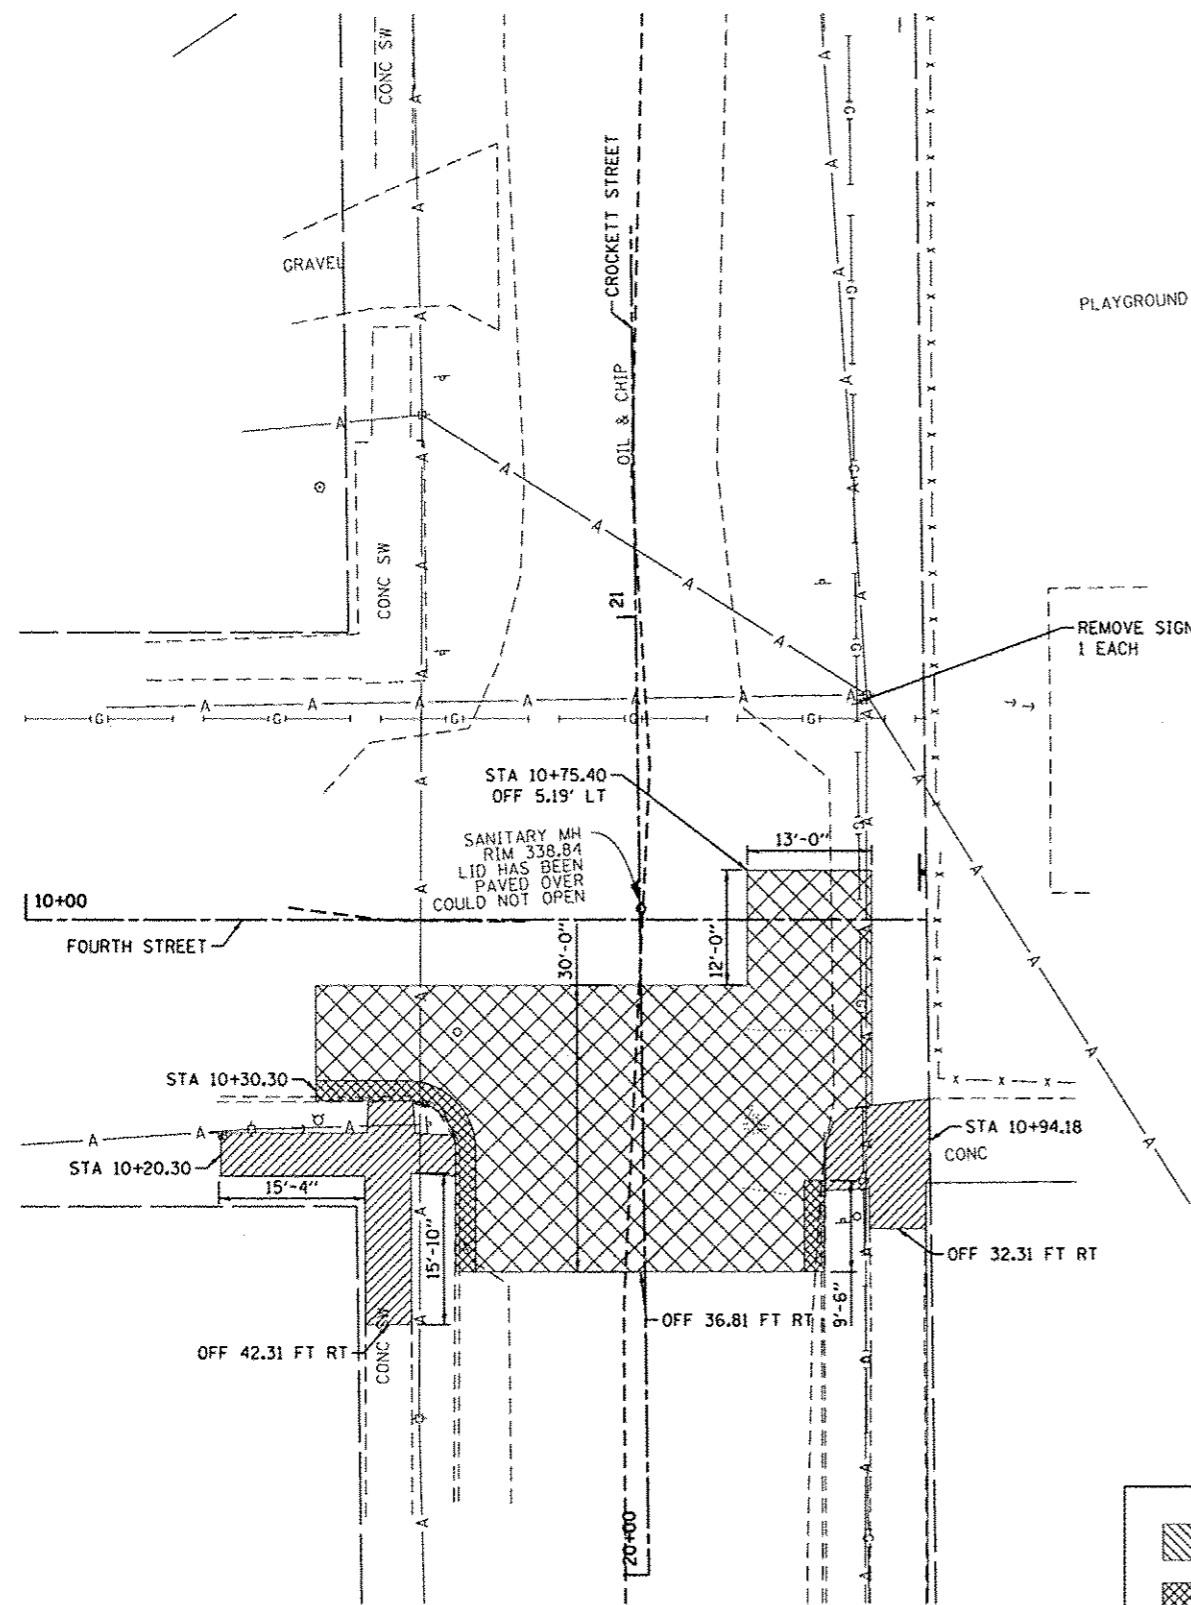 CONC SW
CROCKETT STREET
GRAVEL
PLAYGROUND
OIL & CHIP
CONC SW
21
REMOVE SIGN
1 EACH
STA 10+75.40
OFF 5.19' LT
SANITARY MH
RIM 338.84
LID HAS BEEN
PAVED OVER
COULD NOT OPEN
13'-0"
10+00
FOURTH STREET
30'-0"
12'-0"
STA 10+30.30
STA 10+20.30
15'-4"
15'-10"
STA 10+94.18
CONC
OFF 32.31 FT RT
OFF 36.81 FT RT
9'-6"
OFF 42.31 FT RT
CONC SW
20+00